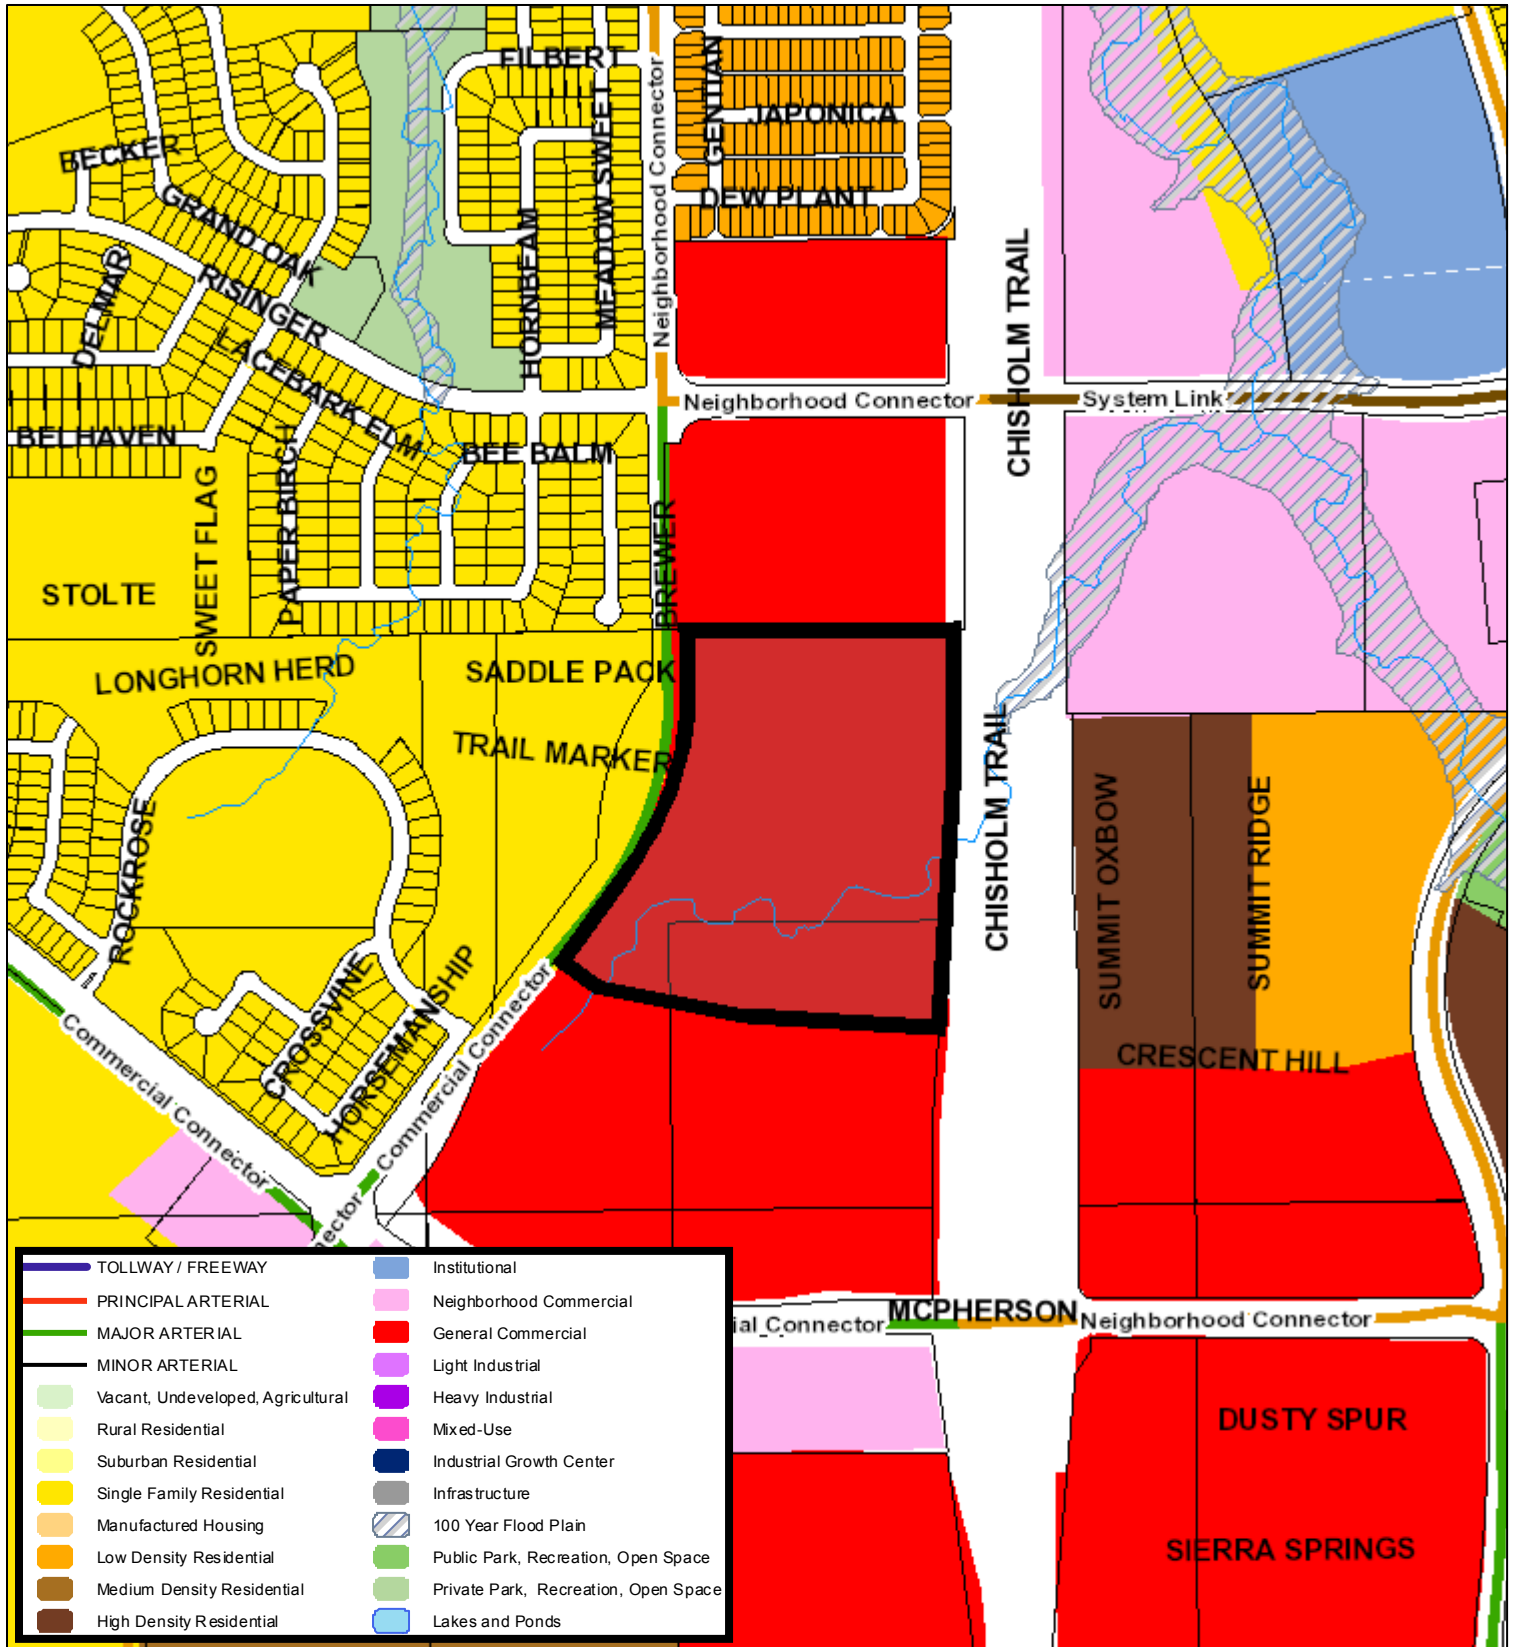 FILBERT
GENTIAN
JAPONICA
BECKER
Neighborhood Connector
MEADOW SWEET
DEW PLANT
GRAND OAK
HORNBEAM
DELMAR
RISINGER
CHISHOLM TRAIL
LACEBARK ELM
Neighborhood Connector
System Link
BELHAVEN
PAPER BIRCH
BEE BALM
SWEET FLAG
BREWER
STOLTE
LONGHORN HERD
SADDLE PACK
TRAIL MARKER
CHISHOLM TRAIL
SUMMIT OXBOW
SUMMIT RIDGE
ROCKROSE
CROSSVINE
HORSEMANSHIP
Commercial Connector
Commercial Connector
CRESCENT HILL
nector
ial Connector
MCPHERSON
Neighborhood Connector
DUSTY SPUR
SIERRA SPRINGS
TOLLWAY / FREEWAY
PRINCIPAL ARTERIAL
MAJOR ARTERIAL
MINOR ARTERIAL
Vacant, Undeveloped, Agricultural
Rural Residential
Suburban Residential
Single Family Residential
Manufactured Housing
Low Density Residential
Medium Density Residential
High Density Residential
Institutional
Neighborhood Commercial
General Commercial
Light Industrial
Heavy Industrial
Mixed-Use
Industrial Growth Center
Infrastructure
100 Year Flood Plain
Public Park, Recreation, Open Space
Private Park, Recreation, Open Space
Lakes and Ponds